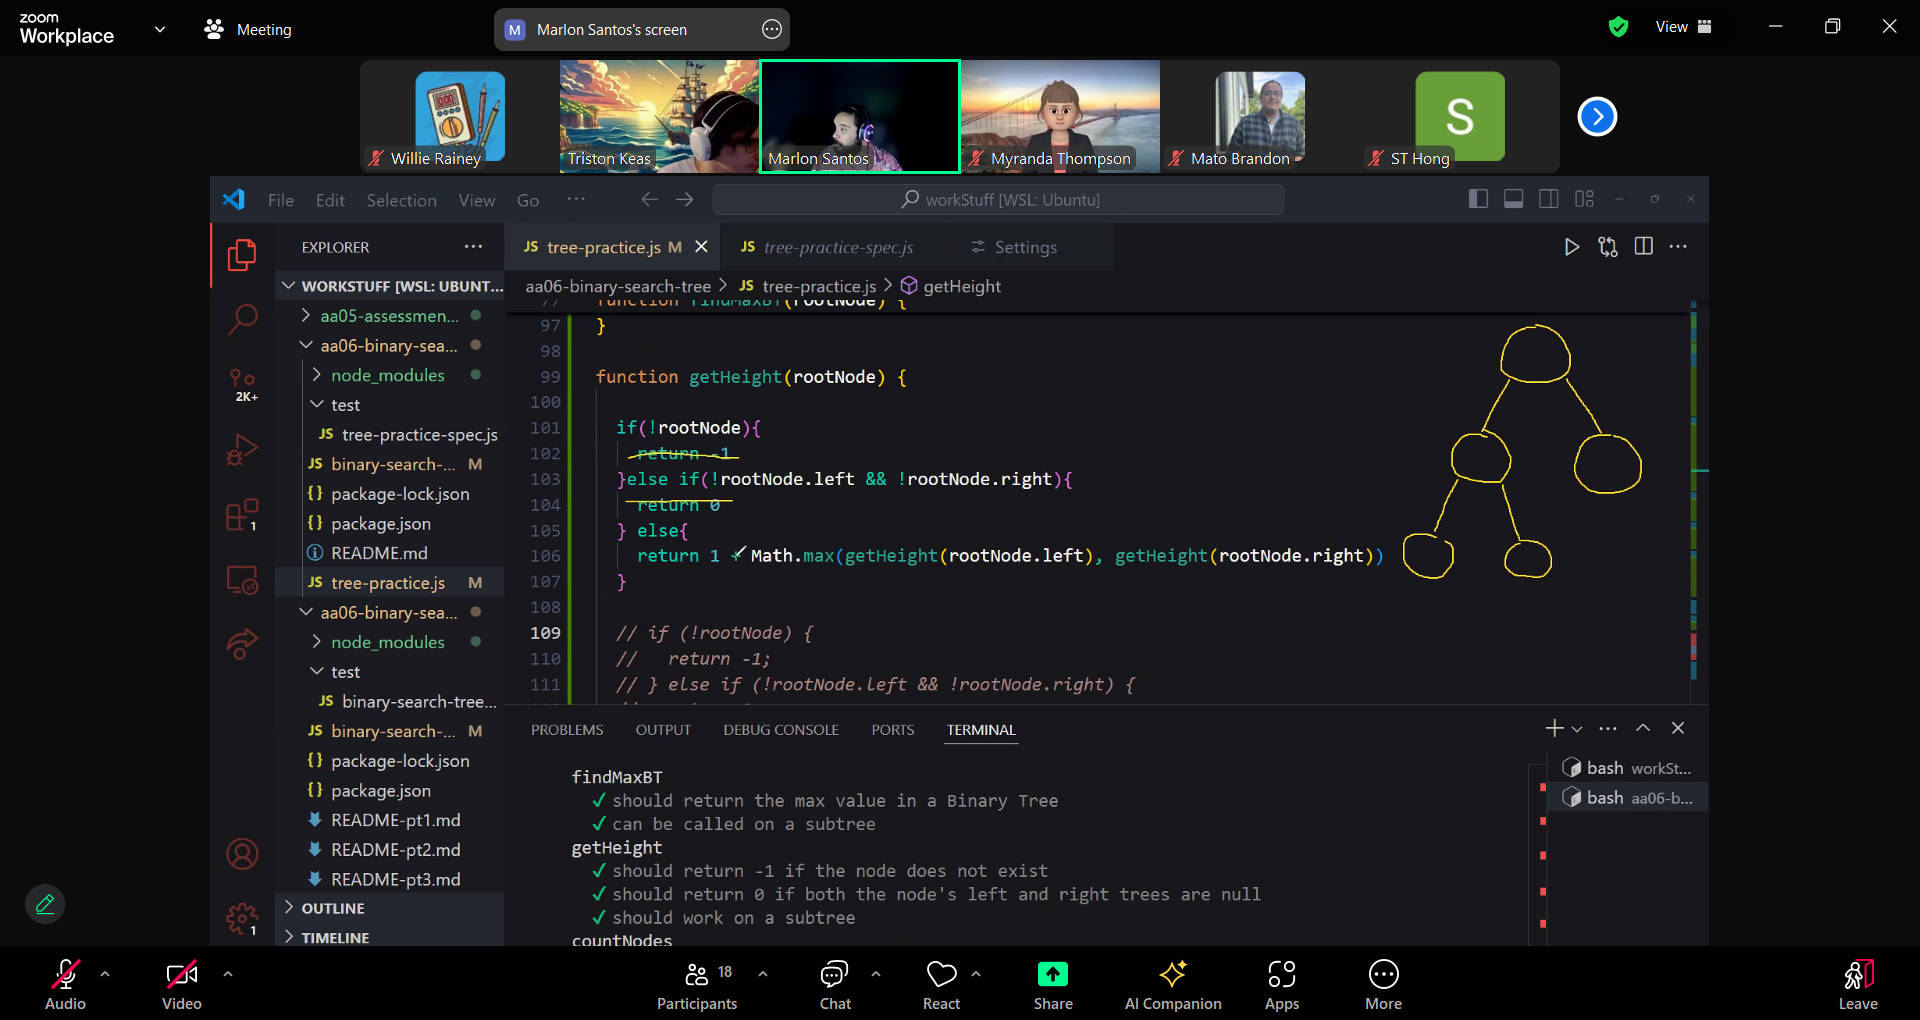 zoom
Workplace
Meeting
M Marlon Santos's screen
View
Willie Rainey
Triston Keas
Marlon Santos
Myranda Thompson
Mato Brandon
S
ST Hong
File Edit Selection View Go ···
workStuff [WSL: Ubuntu]
EXPLORER ···
JS tree-practice.js M
JS tree-practice-spec.js
Settings
aa06-binary-search-tree > JS tree-practice.js > getHeight
WORKSTUFF [WSL: UBUNT...
aa05-assessmen...
aa06-binary-sea...
node_modules
test
JS tree-practice-spec.js
JS binary-search-... M
{} package-lock.json
{} package.json
README.md
JS tree-practice.js M
aa06-binary-sea...
node_modules
test
JS binary-search-tree...
JS binary-search-... M
{} package-lock.json
{} package.json
README-pt1.md
README-pt2.md
README-pt3.md
OUTLINE
TIMELINE
2K+
1
1
77 function findMaxBT(rootNode) {
97 }
98
99 function getHeight(rootNode) {
100
101 if(!rootNode){
102 return -1
103 }else if(!rootNode.left && !rootNode.right){
104 return 0
105 } else{
106 return 1 + Math.max(getHeight(rootNode.left), getHeight(rootNode.right))
107 }
108
109 // if (!rootNode) {
110 //   return -1;
111 // } else if (!rootNode.left && !rootNode.right) {
PROBLEMS OUTPUT DEBUG CONSOLE PORTS TERMINAL
findMaxBT
✓ should return the max value in a Binary Tree
✓ can be called on a subtree
getHeight
✓ should return -1 if the node does not exist
✓ should return 0 if both the node's left and right trees are null
✓ should work on a subtree
countNodes
bash workSt...
bash aa06-b...
Audio
Video
Participants 18
Chat
React
Share
AI Companion
Apps
More
Leave